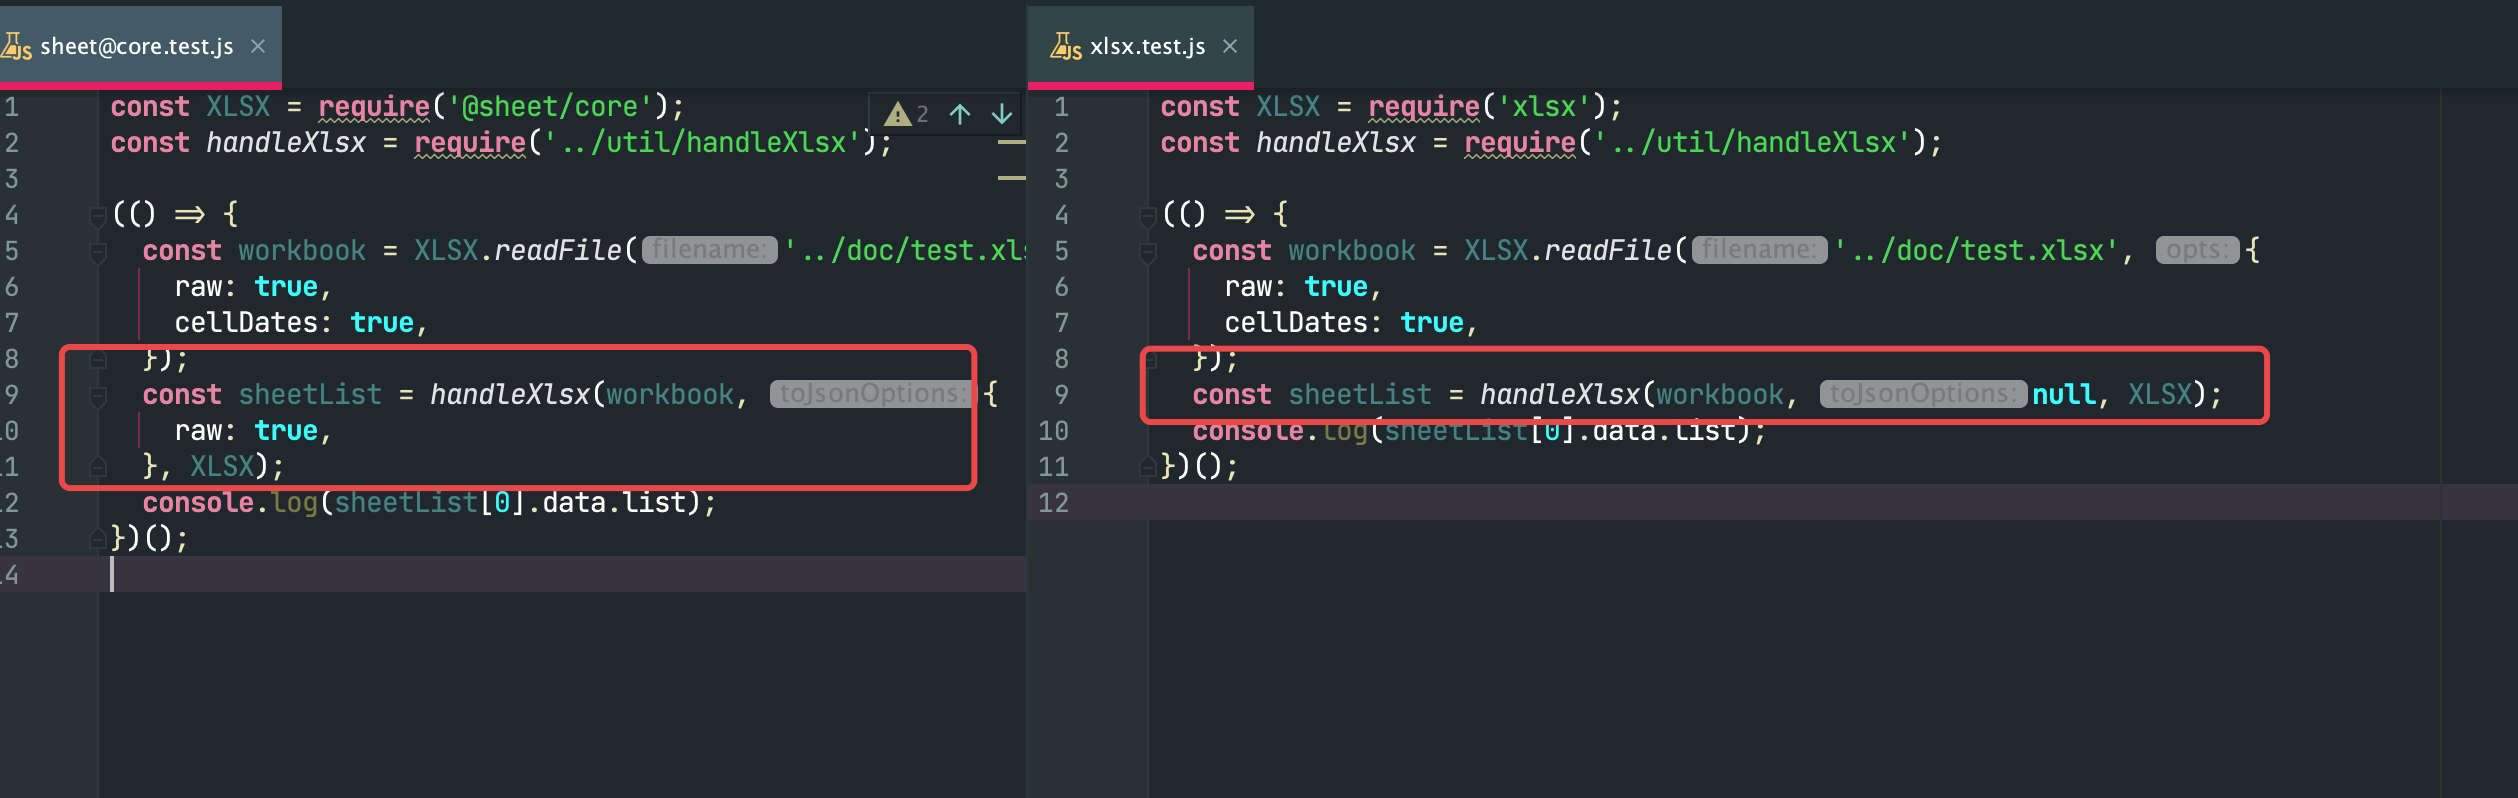 sheet@core.test.js
1 const XLSX = require('@sheet/core');
2 const handleXlsx = require('../util/handleXlsx');
3
4 (() => {
5 const workbook = XLSX.readFile( filename: '../doc/test.xls
6 raw: true,
7 cellDates: true,
8 });
9 const sheetList = handleXlsx(workbook, toJsonOptions: {
10 raw: true,
11 }, XLSX);
12 console.log(sheetList[0].data.list);
13 })();
14
2
xlsx.test.js
1 const XLSX = require('xlsx');
2 const handleXlsx = require('../util/handleXlsx');
3
4 (() => {
5 const workbook = XLSX.readFile( filename: '../doc/test.xlsx', opts: {
6 raw: true,
7 cellDates: true,
8 });
9 const sheetList = handleXlsx(workbook, toJsonOptions: null, XLSX);
10 console.log(sheetList[0].data.list);
11 })();
12